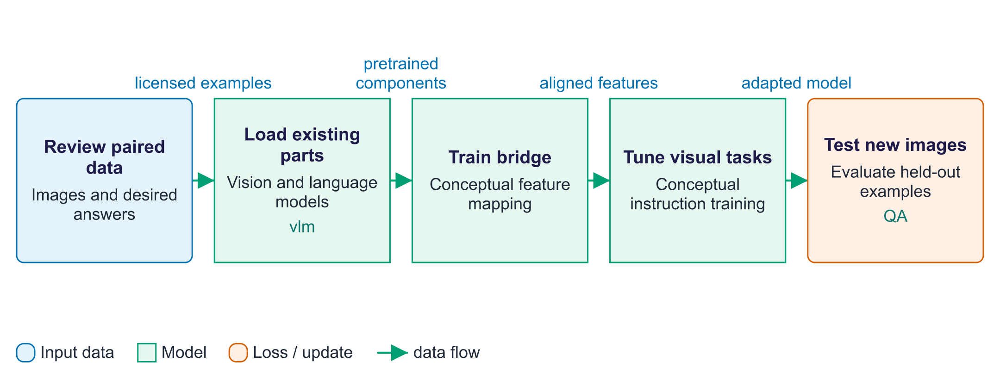 licensed examples
pretrained
components
aligned features
adapted model
Review paired
data
Images and desired
answers
Load existing
parts
Vision and language
models
vlm
Train bridge
Conceptual feature
mapping
Tune visual tasks
Conceptual
instruction training
Test new images
Evaluate held-out
examples
QA
Input data
Model
Loss / update
data flow